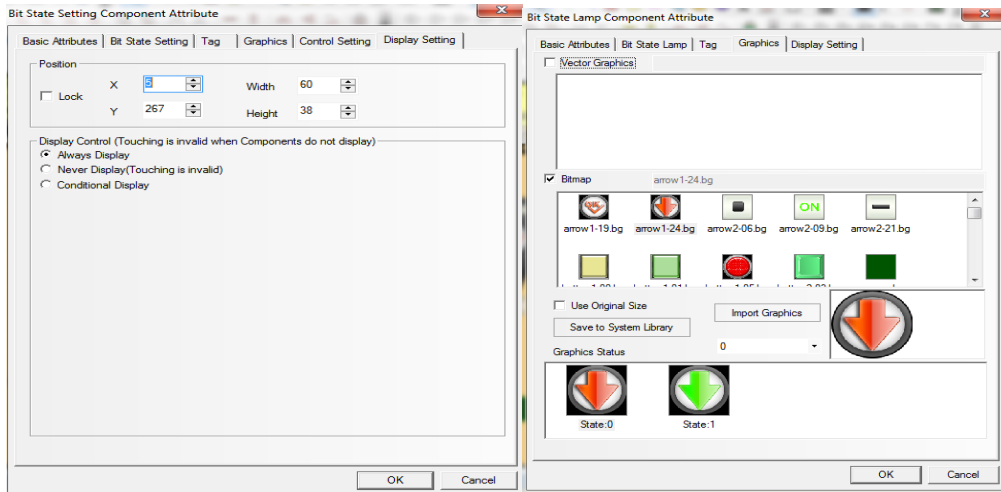 Bit State Setting Component Attribute
Basic Attributes Bit State Setting Tag Graphics Control Setting Display Setting
Position
Lock
X 5 Width 60
Y 267 Height 38
Display Control (Touching is invalid when Components do not display)
Always Display
Never Display(Touching is invalid)
Conditional Display
OK Cancel
Bit State Lamp Component Attribute
Basic Attributes Bit State Lamp Tag Graphics Display Setting
Vector Graphics
Bitmap arrow1-24.bg
ON
arrow1-19.bg arrow1-24.bg arrow2-06.bg arrow2-09.bg arrow2-21.bg
Use Original Size
Import Graphics
Save to System Library
0
Graphics Status
State:0 State:1
OK Cancel